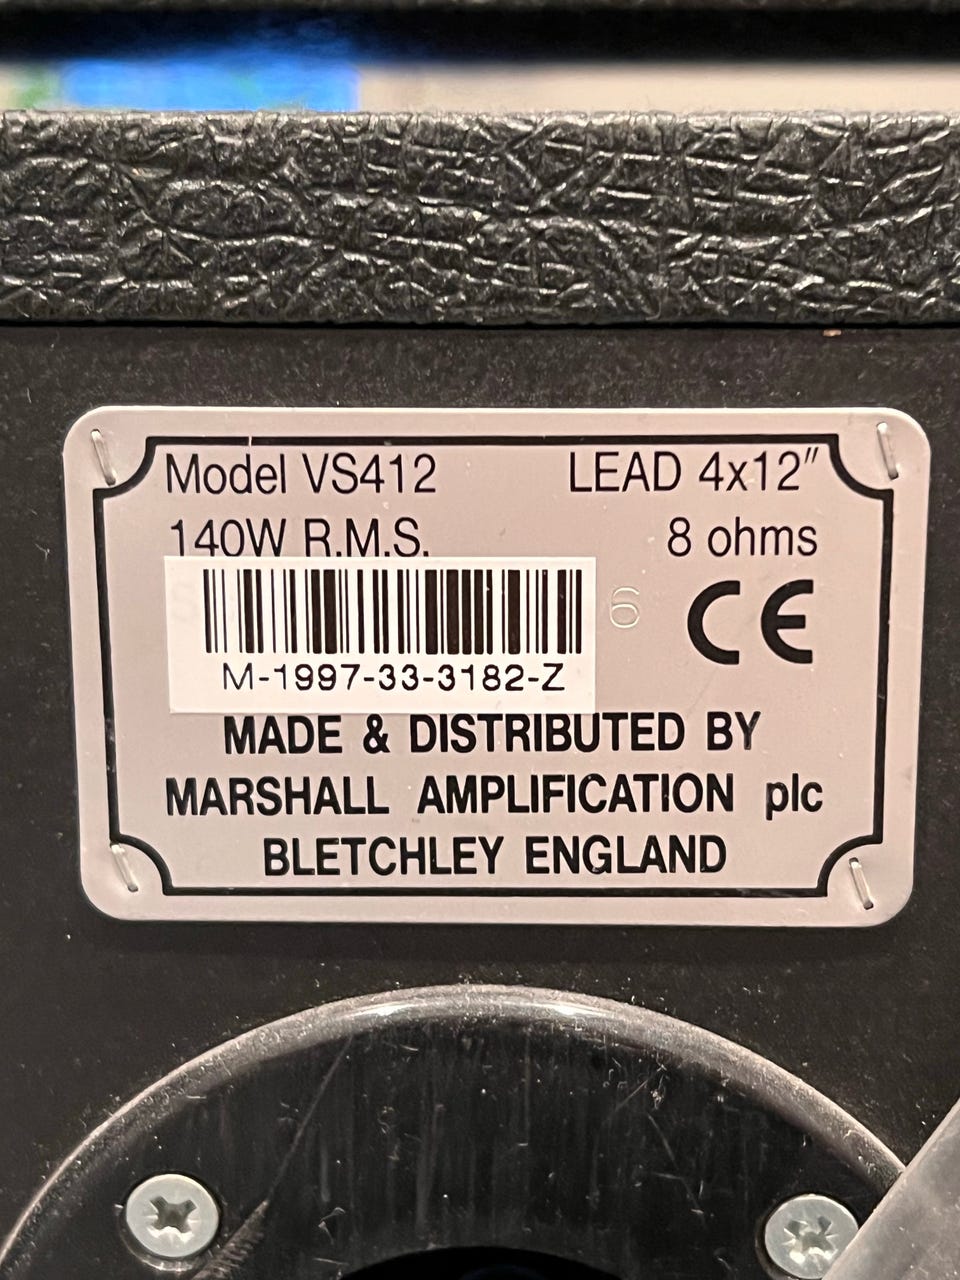 Model VS412 LEAD 4x12"
140W R.M.S. 8 ohms
6 CE
M-1997-33-3182-Z
MADE & DISTRIBUTED BY
MARSHALL AMPLIFICATION plc
BLETCHLEY ENGLAND